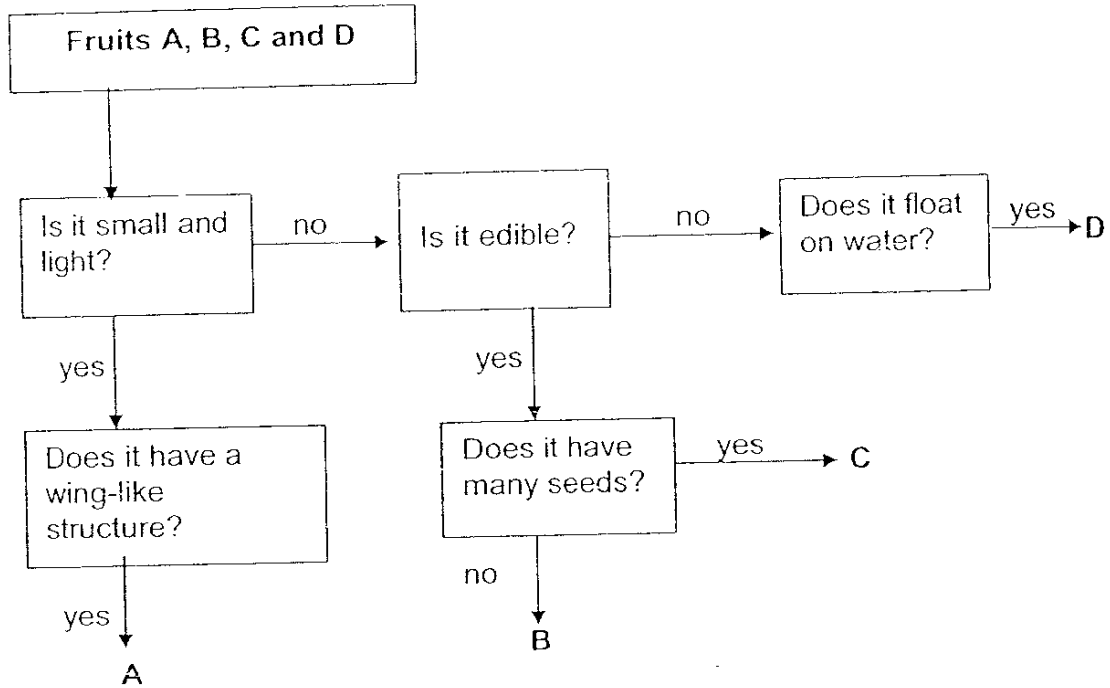 Fruits A, B, C and D
Is it small and
light?
no
Is it edible?
no
Does it float
on water?
yes
D
yes
Does it have a
wing-like
structure?
yes
A
yes
Does it have
many seeds?
yes
C
no
B